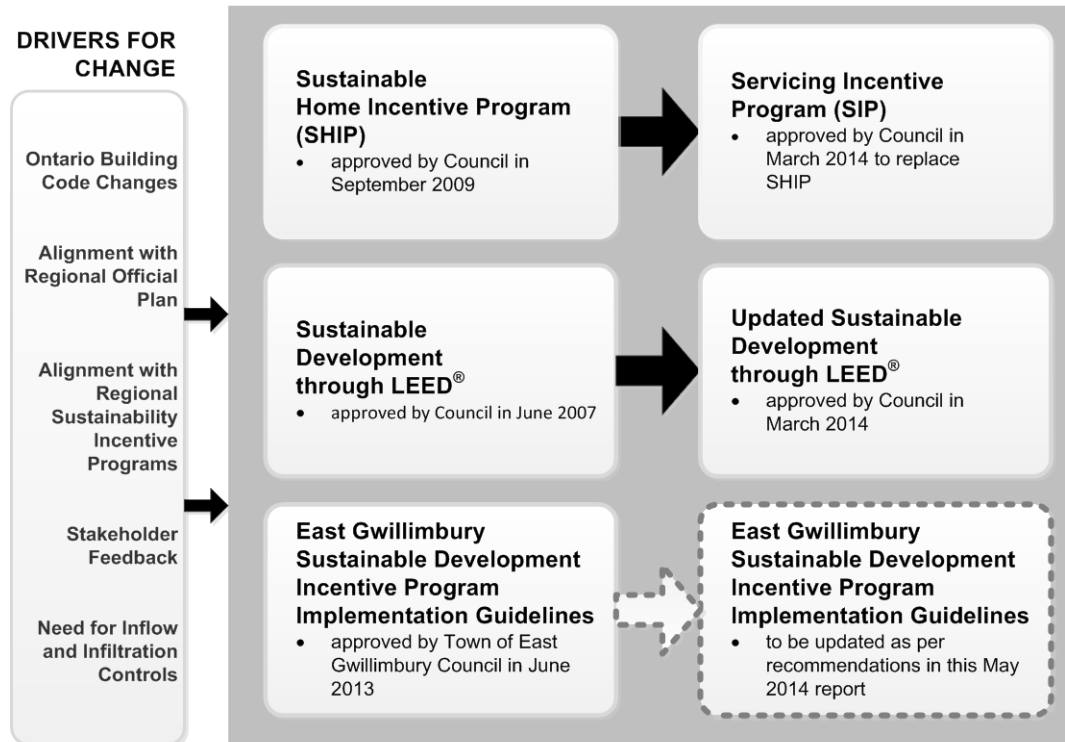 DRIVERS FOR
CHANGE
Ontario Building
Code Changes
Alignment with
Regional Official
Plan
Alignment with
Regional
Sustainability
Incentive
Programs
Stakeholder
Feedback
Need for Inflow
and Infiltration
Controls
Sustainable
Home Incentive Program
(SHIP)
• approved by Council in
September 2009
Servicing Incentive
Program (SIP)
• approved by Council in
March 2014 to replace
SHIP
Sustainable
Development
through LEED®
• approved by Council in June 2007
Updated Sustainable
Development
through LEED®
• approved by Council in
March 2014
East Gwillimbury
Sustainable Development
Incentive Program
Implementation Guidelines
• approved by Town of East
Gwillimbury Council in June
2013
East Gwillimbury
Sustainable Development
Incentive Program
Implementation Guidelines
• to be updated as per
recommendations in this May
2014 report